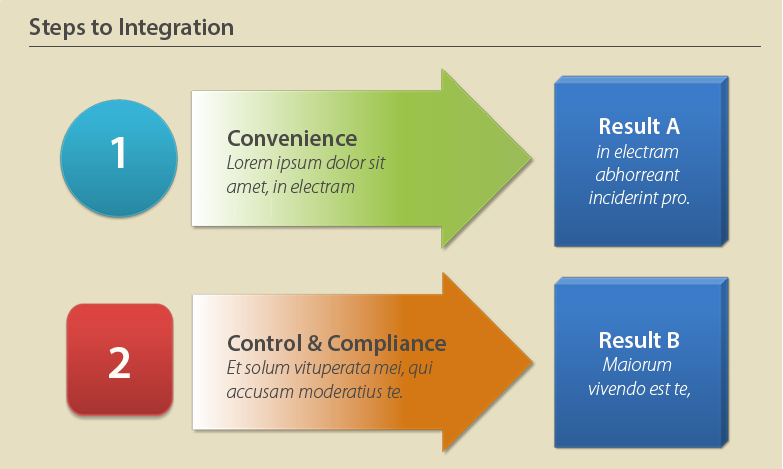 Steps to Integration
1
Convenience
Lorem ipsum dolor sit
amet, in electram
Result A
in electram
abhorreant
inciderint pro.
2
Control & Compliance
Et solum vituperata mei, qui
accusam moderatius te.
Result B
Maiorum
vivendo est te,